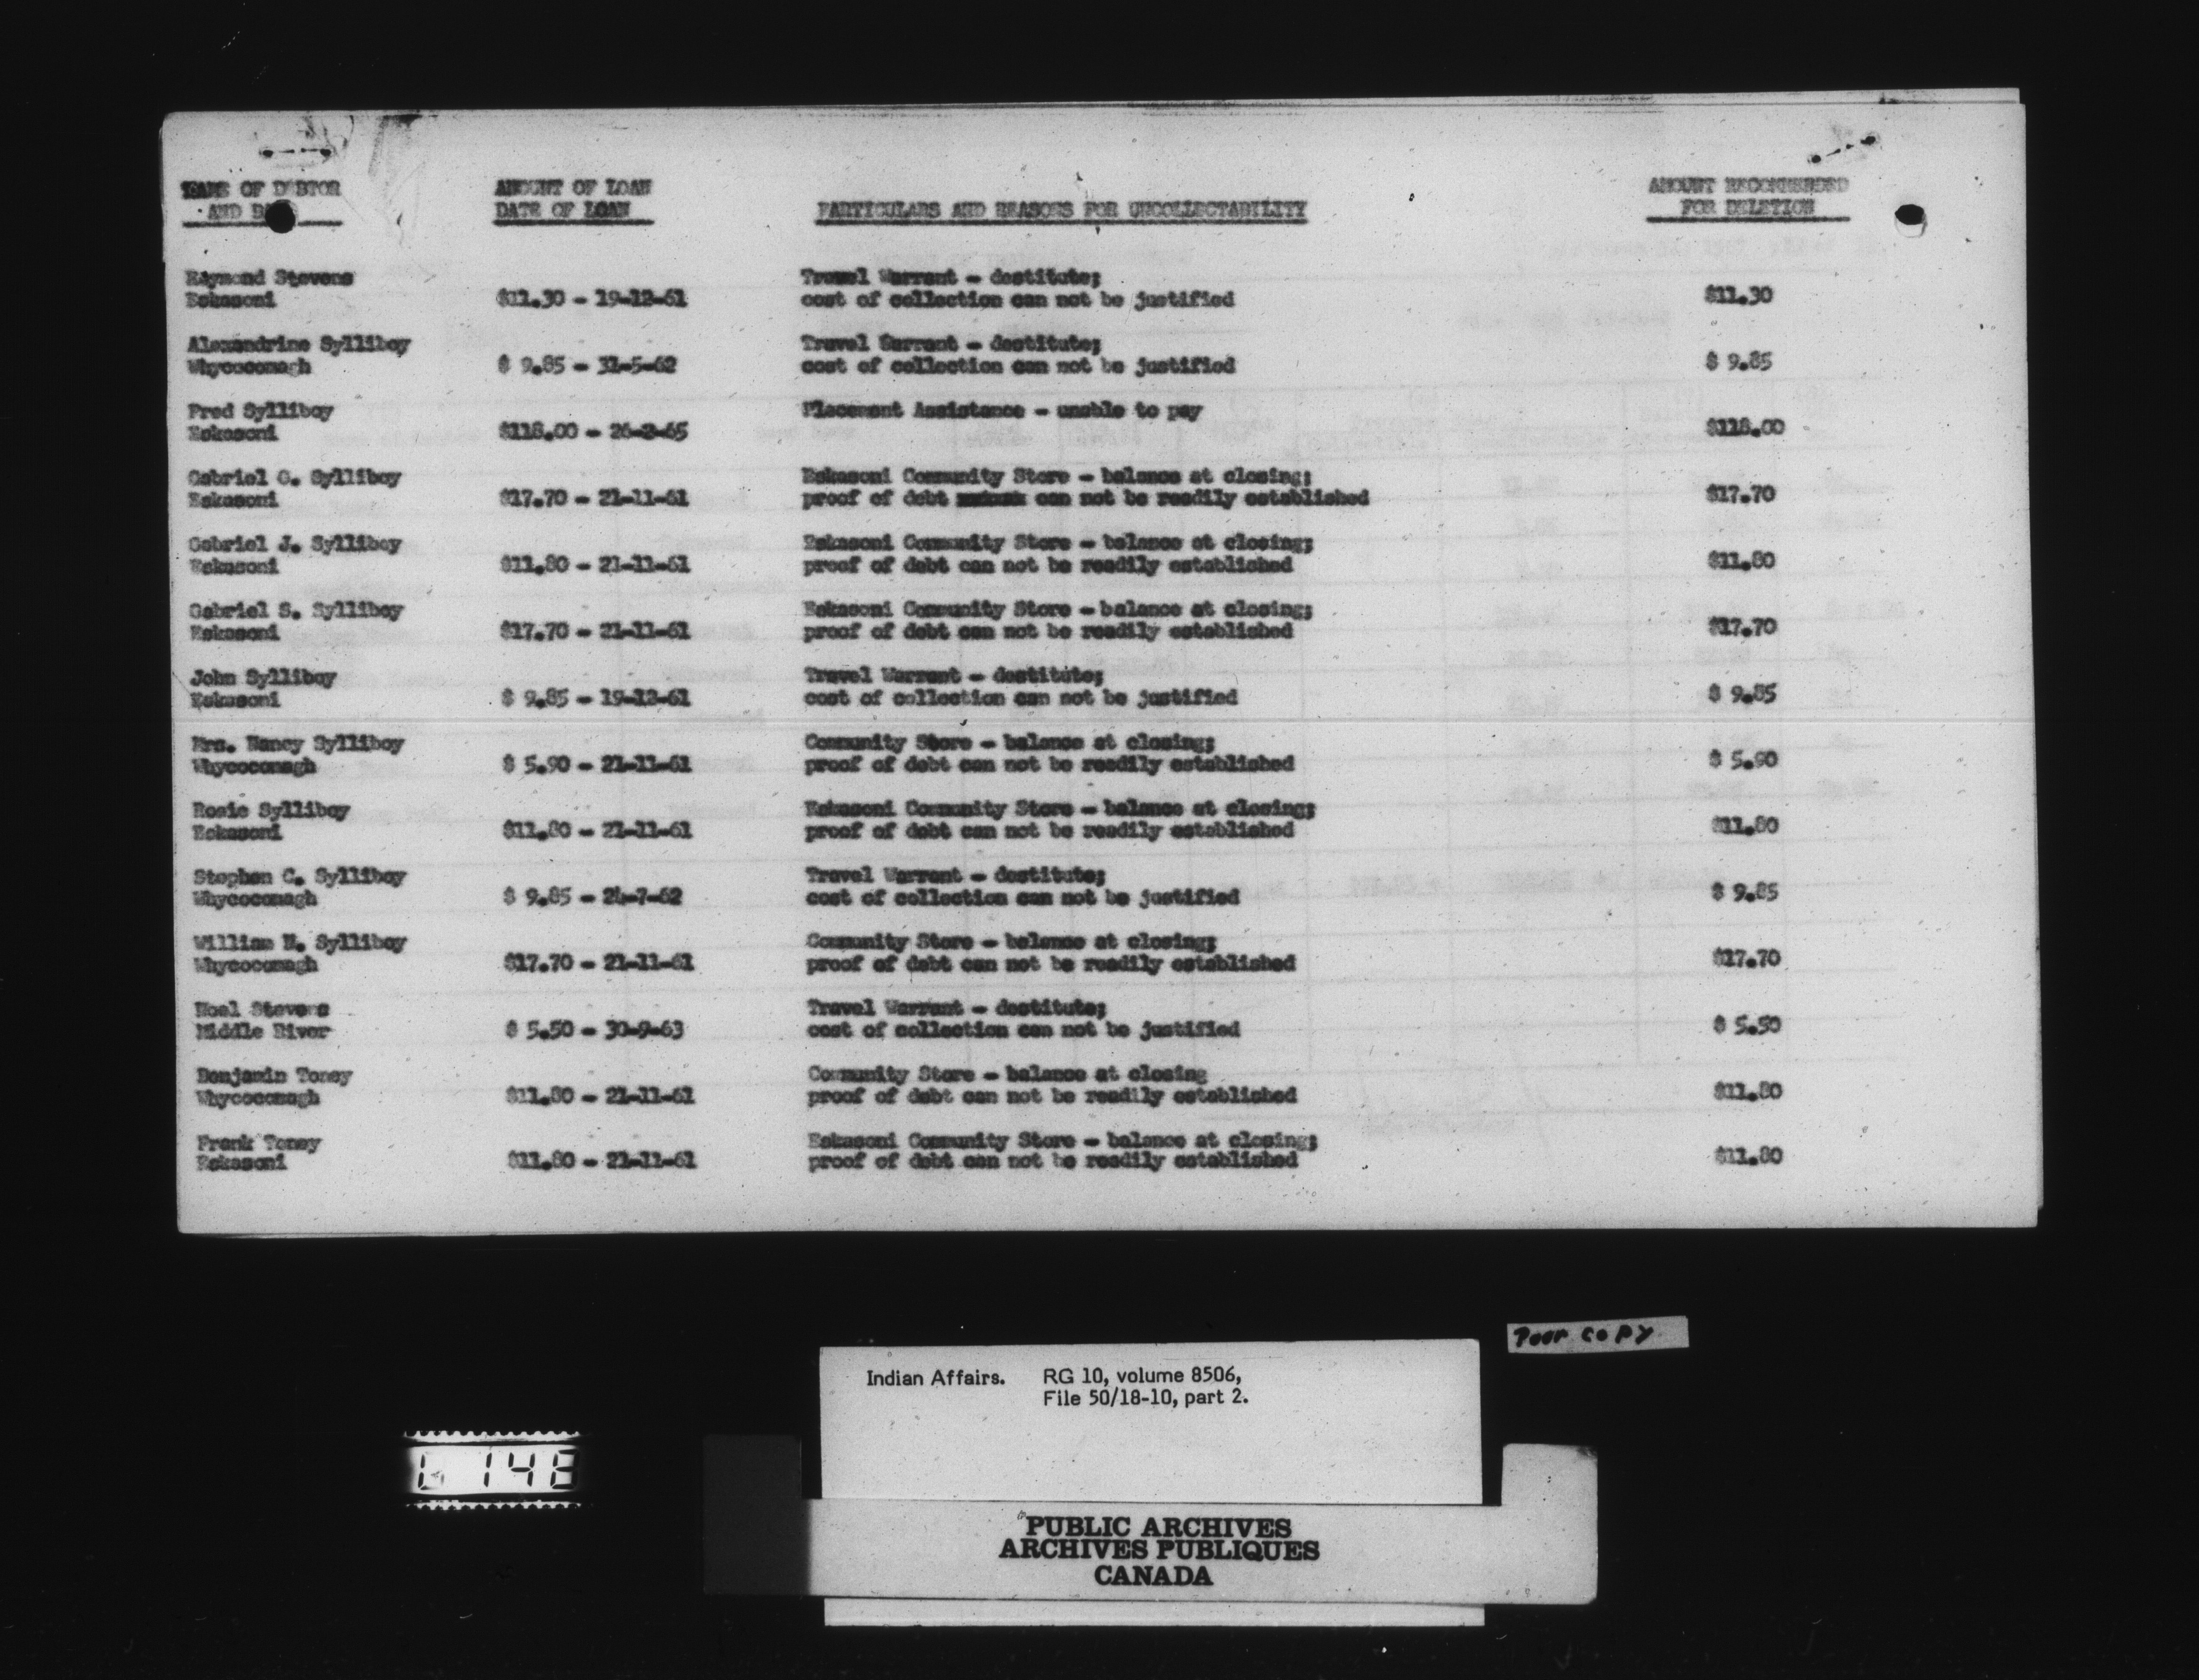 NAME OF DEBTOR AMOUNT OF LOAN AMOUNT RECOMMENDED
AND DATE OF LOAN PARTICULARS AND REASONS FOR UNCOLLECTABILITY FOR DELETION
Raymond Stevens Travel Warrant - destitute;
Eskasoni $11.30 - 19-12-61 cost of collection can not be justified $11.30
Alexandrine Sylliboy Travel Warrant - destitute;
Whycocomagh $ 9.85 - 31-5-62 cost of collection can not be justified $ 9.85
Fred Sylliboy Placement Assistance - unable to pay
Eskasoni $118.00 - 26-2-65 $118.00
Gabriel G. Sylliboy Eskasoni Community Store - balance at closing;
Eskasoni $17.70 - 21-11-61 proof of debt can not be readily established $17.70
Gabriel J. Sylliboy Eskasoni Community Store - balance at closing;
Eskasoni $11.80 - 21-11-61 proof of debt can not be readily established $11.80
Gabriel S. Sylliboy Eskasoni Community Store - balance at closing;
Eskasoni $17.70 - 21-11-61 proof of debt can not be readily established $17.70
John Sylliboy Travel Warrant - destitute;
Eskasoni $ 9.85 - 19-12-61 cost of collection can not be justified $ 9.85
Mrs. Nancy Sylliboy Community Store - balance at closing;
Whycocomagh $ 5.90 - 21-11-61 proof of debt can not be readily established $ 5.90
Rosie Sylliboy Eskasoni Community Store - balance at closing;
Eskasoni $11.80 - 21-11-61 proof of debt can not be readily established $11.80
Stephen C. Sylliboy Travel Warrant - destitute;
Whycocomagh $ 9.85 - 24-7-62 cost of collection can not be justified $ 9.85
William N. Sylliboy Community Store - balance at closing;
Whycocomagh $17.70 - 21-11-61 proof of debt can not be readily established $17.70
Noel Stevens Travel Warrant - destitute;
Middle River $ 5.50 - 30-9-63 cost of collection can not be justified $ 5.50
Benjamin Toney Community Store - balance at closing
Whycocomagh $11.80 - 21-11-61 proof of debt can not be readily established $11.80
Frank Toney Eskasoni Community Store - balance at closing;
Eskasoni $11.80 - 21-11-61 proof of debt can not be readily established $11.80
Poor copy
Indian Affairs. RG 10, volume 8506,
File 50/18-10, part 2.
148
PUBLIC ARCHIVES
ARCHIVES PUBLIQUES
CANADA